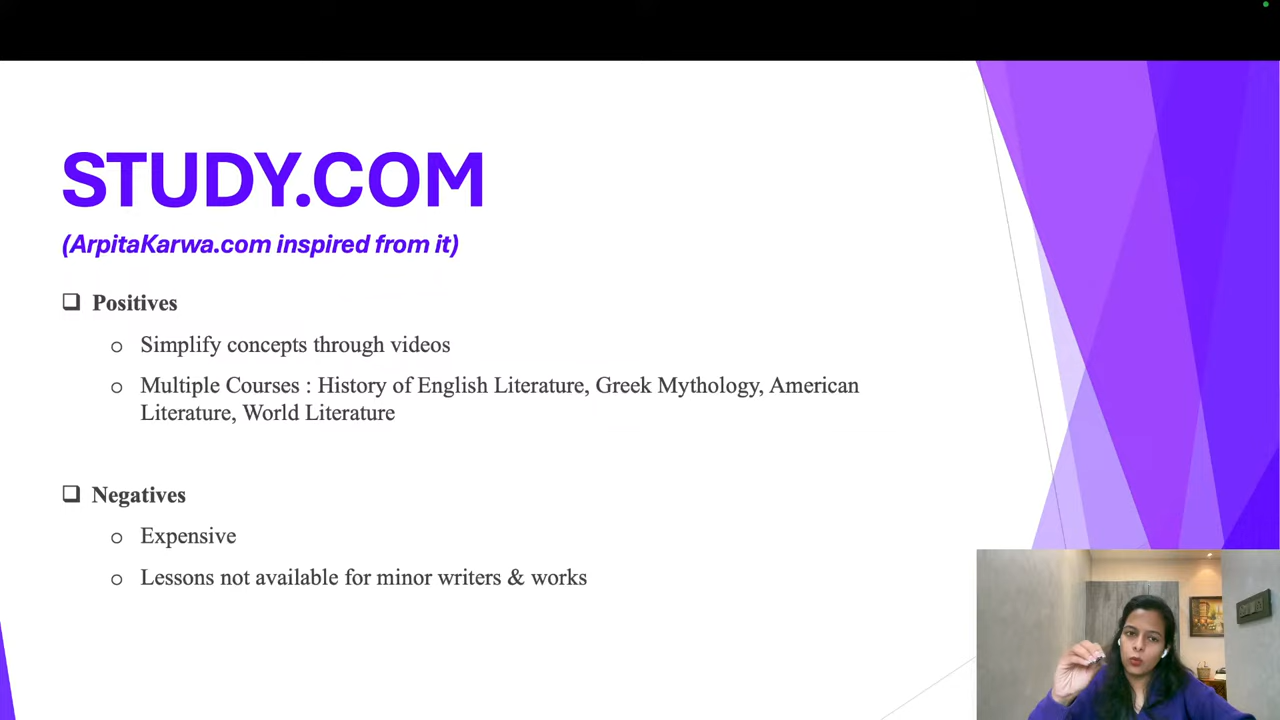 STUDY.COM
(ArpitaKarwa.com inspired from it)
❑ Positives
o Simplify concepts through videos
o Multiple Courses : History of English Literature, Greek Mythology, American
Literature, World Literature
❑ Negatives
o Expensive
o Lessons not available for minor writers & works